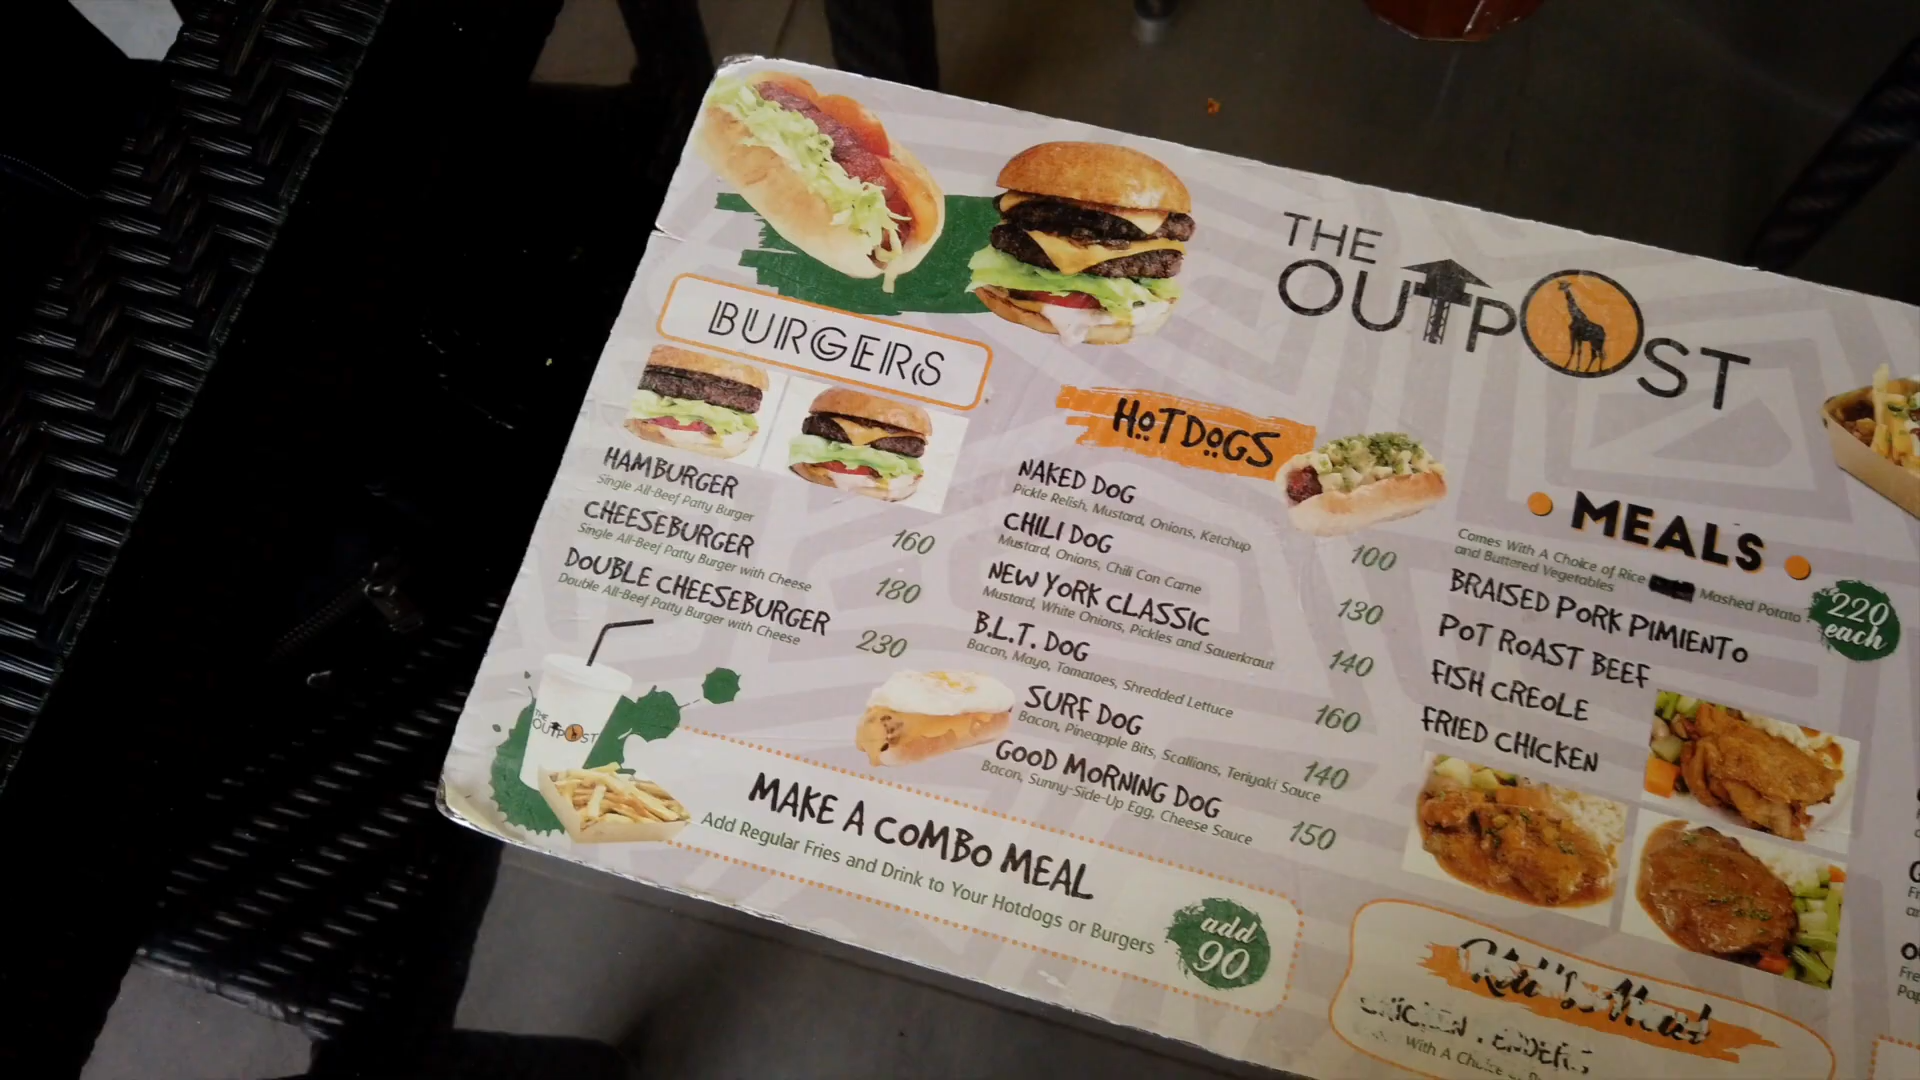 THE
OUTPOST
BURGERS
HAMBURGER 160
Single All-Beef Patty Burger
CHEESEBURGER 180
Single All-Beef Patty Burger with Cheese
DOUBLE CHEESEBURGER 230
Double All-Beef Patty Burger with Cheese
HOTDOGS
NAKED DOG 100
Pickle Relish, Mustard, Onions, Ketchup
CHILI DOG 130
Mustard, Onions, Chili Con Carne
NEW YORK CLASSIC 140
Mustard, White Onions, Pickles and Sauerkraut
B.L.T. DOG 160
Bacon, Mayo, Tomatoes, Shredded Lettuce
SURF DOG 140
Bacon, Pineapple Bits, Scallions, Teriyaki Sauce
GOOD MORNING DOG 150
Bacon, Sunny-Side-Up Egg, Cheese Sauce
THE
OUTPOST
MAKE A COMBO MEAL
Add Regular Fries and Drink to Your Hotdogs or Burgers
add
90
MEALS
Comes With A Choice of Rice Mashed Potato
and Buttered Vegetables
220
each
BRAISED PORK PIMIENTO
POT ROAST BEEF
FISH CREOLE
FRIED CHICKEN
CHICKEN
With A